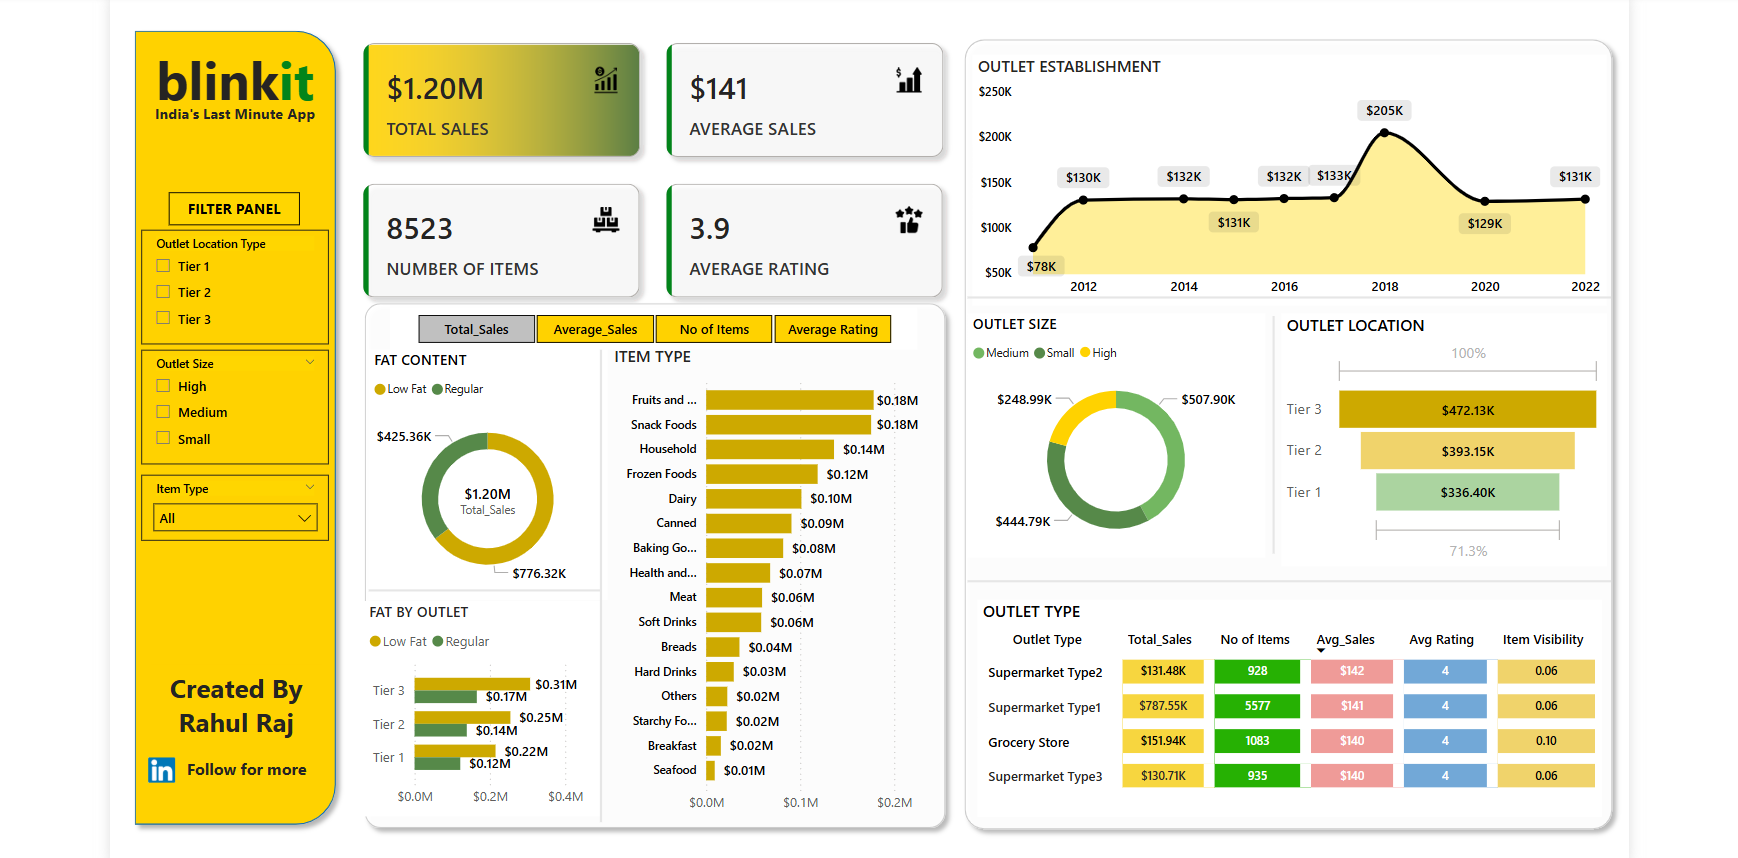 blinkit
India's Last Minute App
FILTER PANEL
Outlet Location Type
Tier 1
Tier 2
Tier 3
Outlet Size
High
Medium
Small
Item Type
All
Created By
Rahul Raj
in Follow for more
$1.20M
TOTAL SALES
$141
AVERAGE SALES
8523
NUMBER OF ITEMS
3.9
AVERAGE RATING
Total_Sales Average_Sales No of Items Average Rating
FAT CONTENT
Low Fat Regular
$425.36K
$1.20M
Total_Sales
$776.32K
FAT BY OUTLET
Low Fat Regular
Tier 3 $0.31M
$0.17M
Tier 2 $0.25M
$0.14M
Tier 1 $0.22M
$0.12M
$0.0M $0.2M $0.4M
ITEM TYPE
Fruits and ... $0.18M
Snack Foods $0.18M
Household $0.14M
Frozen Foods $0.12M
Dairy $0.10M
Canned $0.09M
Baking Go... $0.08M
Health and... $0.07M
Meat $0.06M
Soft Drinks $0.06M
Breads $0.04M
Hard Drinks $0.03M
Others $0.02M
Starchy Fo... $0.02M
Breakfast $0.02M
Seafood $0.01M
$0.0M $0.1M $0.2M
OUTLET ESTABLISHMENT
$250K
$200K
$150K
$100K
$50K
$78K
$130K
$132K
$131K
$132K
$133K
$205K
$129K
$131K
2012 2014 2016 2018 2020 2022
OUTLET SIZE
Medium Small High
$248.99K
$507.90K
$444.79K
OUTLET LOCATION
100%
Tier 3 $472.13K
Tier 2 $393.15K
Tier 1 $336.40K
71.3%
OUTLET TYPE
Outlet Type Total_Sales No of Items Avg_Sales Avg Rating Item Visibility
Supermarket Type2 $131.48K 928 $142 4 0.06
Supermarket Type1 $787.55K 5577 $141 4 0.06
Grocery Store $151.94K 1083 $140 4 0.10
Supermarket Type3 $130.71K 935 $140 4 0.06